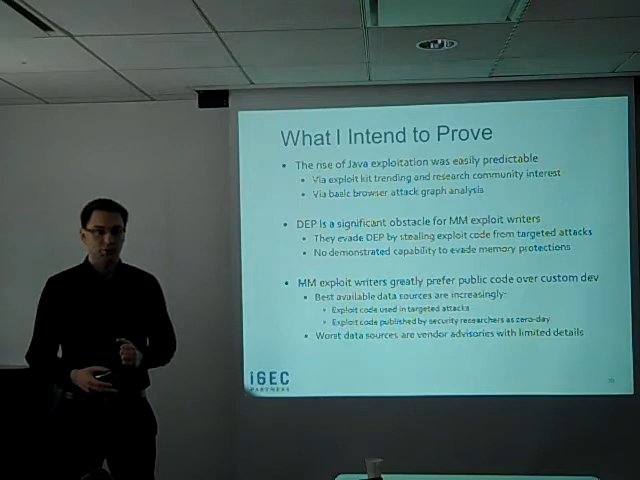 What I Intend to Prove
• The rise of Java exploitation was easily predictable
• Via exploit kit trending and research community interest
• Via basic browser attack graph analysis
• DEP is a significant obstacle for MM exploit writers
• They evade DEP by stealing exploit code from targeted attacks
• No demonstrated capability to evade memory protections
• MM exploit writers greatly prefer public code over custom dev
• Best available data sources are increasingly:
• Exploit code used in targeted attacks
• Exploit code published by security researchers as zero-day
• Worst data sources are vendor advisories with limited details
iSEC
PARTNERS